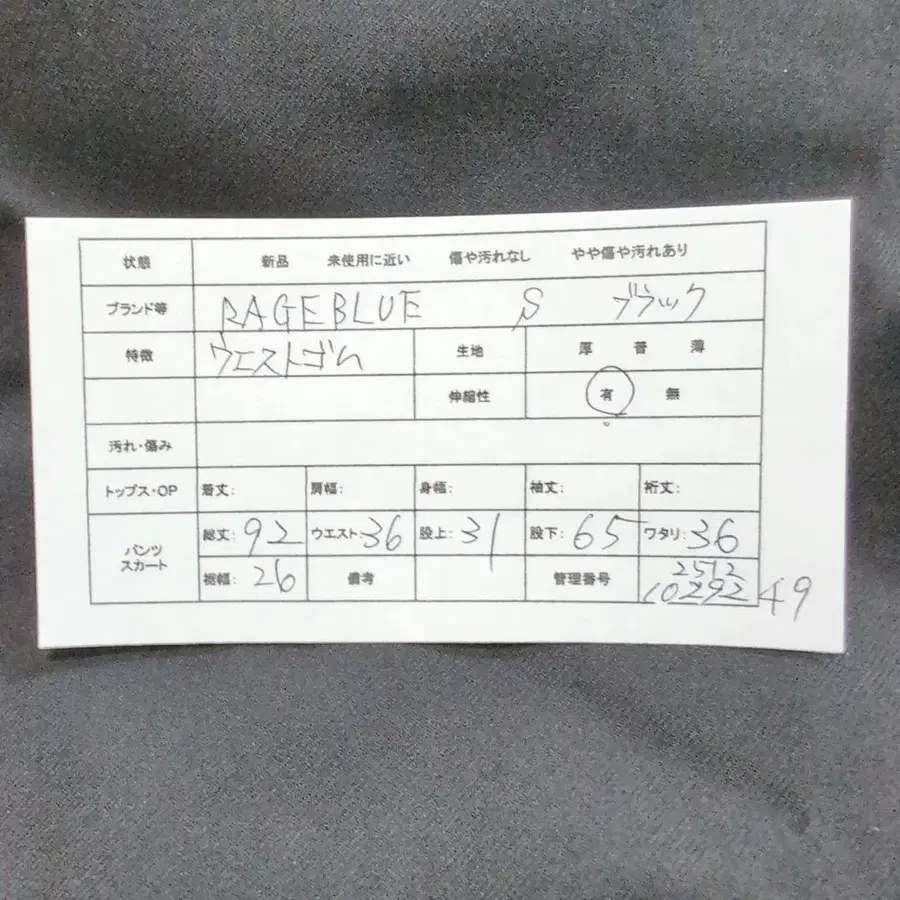 状態 新品 未使用に近い 傷や汚れなし やや傷や汚れあり
ブランド等 RAGEBLUE S ブラック
特徴 ウエストゴム 生地 厚 普 薄
伸縮性 有 無
汚れ・傷み
トップス・OP 着丈: 肩幅: 身幅: 袖丈: 裄丈:
パンツ スカート 総丈: 92 ウエスト: 36 股上: 31 股下: 65 ワタリ: 36
裾幅: 26 備考 管理番号 2512
1029249